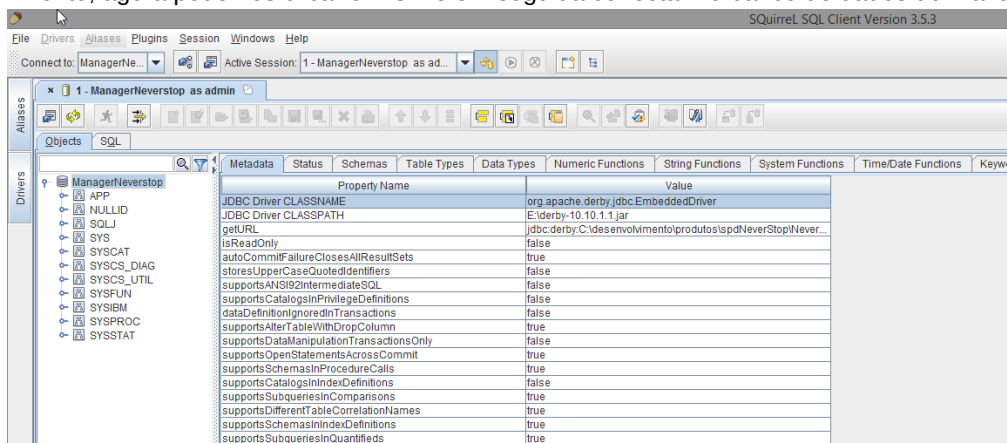 SQuirreL SQL Client Version 3.5.3
File Drivers Aliases Plugins Session Windows Help
Connect to: ManagerNe... Active Session: 1 - ManagerNeverstop as ad...
1 - ManagerNeverstop as admin
Aliases
Drivers
Objects SQL
ManagerNeverstop
APP
NULLID
SQLJ
SYS
SYSCAT
SYSCS_DIAG
SYSCS_UTIL
SYSFUN
SYSIBM
SYSPROC
SYSSTAT
Metadata Status Schemas Table Types Data Types Numeric Functions String Functions System Functions Time/Date Functions
Property Name Value
JDBC Driver CLASSNAME org.apache.derby.jdbc.EmbeddedDriver
JDBC Driver CLASSPATH E:\derby-10.10.1.1.jar
getURL jdbc:derby:C:\desenvolvimento\produtos\spdNeverStop\Never...
isReadOnly false
autoCommitFailureClosesAllResultSets true
storesUpperCaseQuotedIdentifiers false
supportsANSI92IntermediateSQL false
supportsCatalogsInPrivilegeDefinitions false
dataDefinitionIgnoredInTransactions false
supportsAlterTableWithDropColumn true
supportsDataManipulationTransactionsOnly false
supportsOpenStatementsAcrossCommit true
supportsSchemasInProcedureCalls true
supportsCatalogsInIndexDefinitions false
supportsSubqueriesInComparisons true
supportsDifferentTableCorrelationNames true
supportsSchemasInIndexDefinitions true
supportsSubqueriesInQuantifieds true